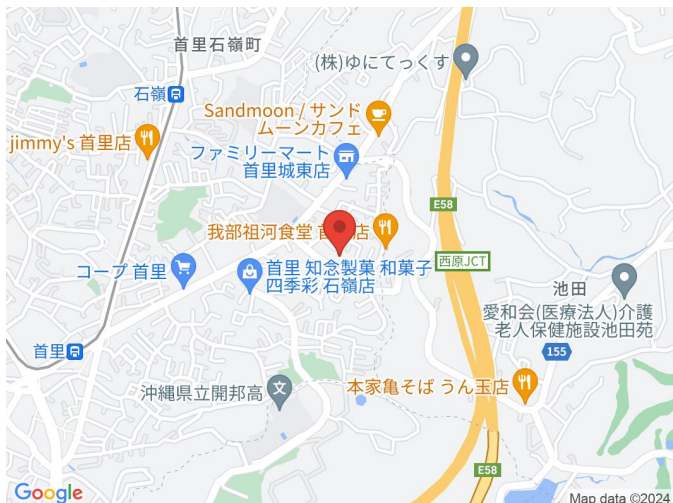 首里石嶺町
(株)ゆにてっくす
石嶺
Sandmoon / サンド
ムーンカフェ
jimmy's 首里店
ファミリーマート
首里城東店
E58
我部祖河食堂 首
店
西原JCT
コープ 首里
首里 知念製菓 和菓子
四季彩 石嶺店
池田
愛和会(医療法人)介護
老人保健施設池田苑
首里
155
沖縄県立開邦高
本家亀そば うん玉店
E58
Google
Map data ©2024